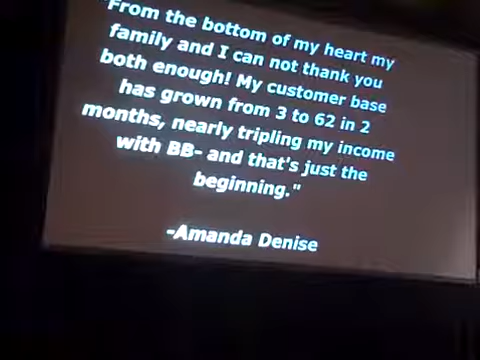 "From the bottom of my heart my
family and I can not thank you
both enough! My customer base
has grown from 3 to 62 in 2
months, nearly tripling my income
with BB- and that's just the
beginning."
-Amanda Denise